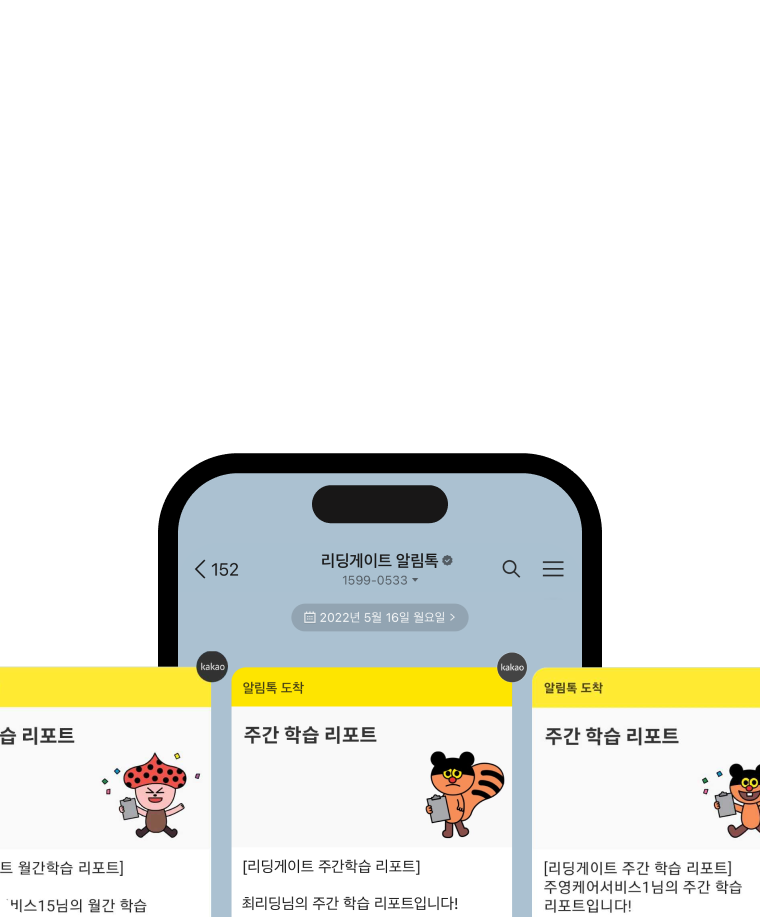 152
리딩게이트 알림톡
1599-0533
2022년 5월 16일 월요일 >
kakao
kakao
알림톡 도착
알림톡 도착
습 리포트
주간 학습 리포트
주간 학습 리포트
트 월간학습 리포트]
비스15님의 월간 학습
[리딩게이트 주간학습 리포트]
최리딩님의 주간 학습 리포트입니다!
[리딩게이트 주간 학습 리포트]
주영케어서비스1님의 주간 학습
리포트입니다!